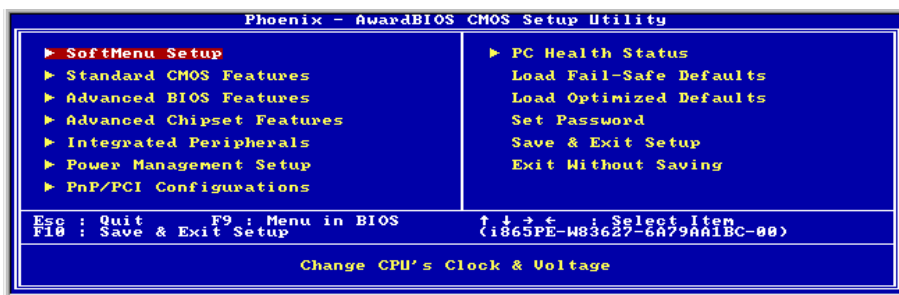 Phoenix - AwardBIOS CMOS Setup Utility
► SoftMenu Setup
► Standard CMOS Features
► Advanced BIOS Features
► Advanced Chipset Features
► Integrated Peripherals
► Power Management Setup
► PnP/PCI Configurations
► PC Health Status
Load Fail-Safe Defaults
Load Optimized Defaults
Set Password
Save & Exit Setup
Exit Without Saving
Esc : Quit F9 : Menu in BIOS ↑ ↓ → ← : Select Item
F10 : Save & Exit Setup (i865PE-W83627-6A79AA1BC-00)
Change CPU's Clock & Voltage